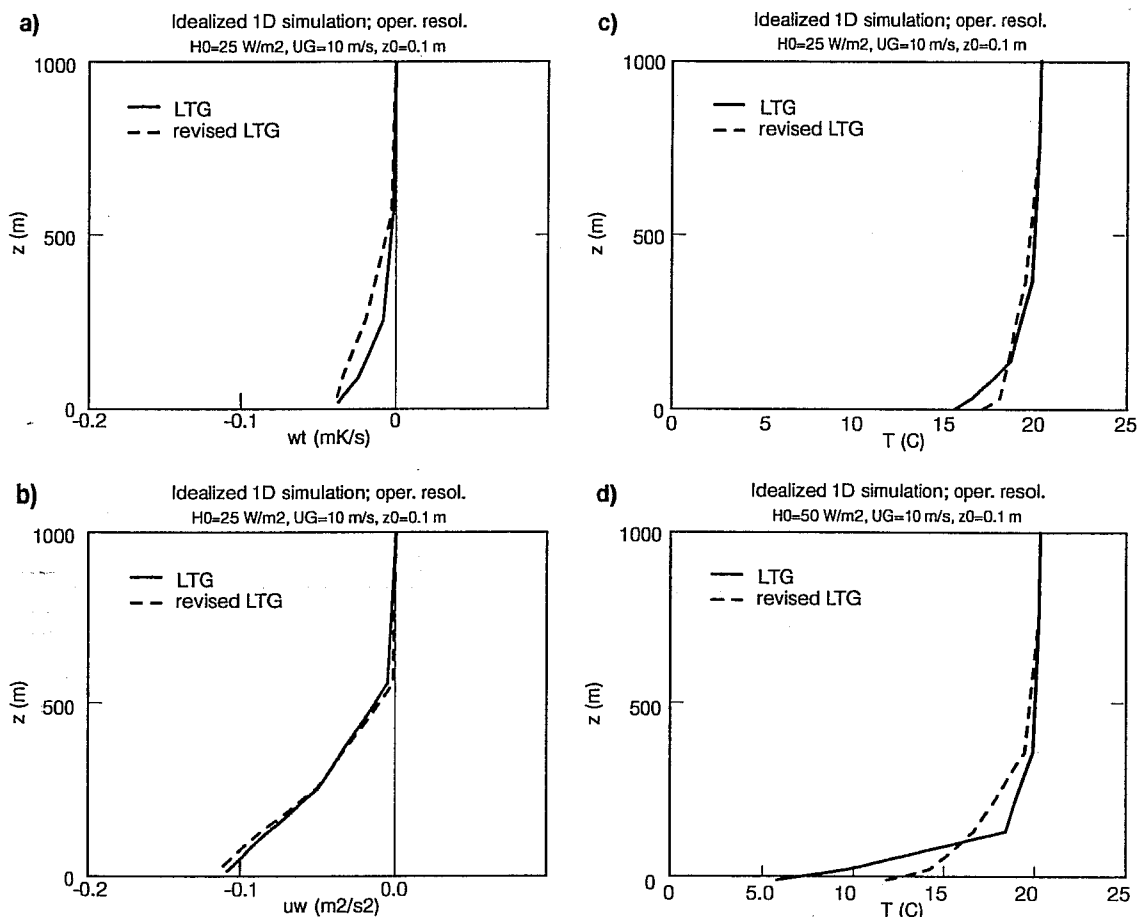 a)
Idealized 1D simulation; oper. resol.
H0=25 W/m2, UG=10 m/s, z0=0.1 m
1000
LTG
revised LTG
z (m)
500
0
-0.2
-0.1
0
wt (mK/s)
c)
Idealized 1D simulation; oper. resol.
H0=25 W/m2, UG=10 m/s, z0=0.1 m
1000
LTG
revised LTG
z (m)
500
0
0
5
10
15
20
25
T (C)
b)
Idealized 1D simulation; oper. resol.
H0=25 W/m2, UG=10 m/s, z0=0.1 m
1000
LTG
revised LTG
z (m)
500
0
-0.2
-0.1
0.0
uw (m2/s2)
d)
Idealized 1D simulation; oper. resol.
H0=50 W/m2, UG=10 m/s, z0=0.1 m
1000
LTG
revised LTG
z (m)
500
0
0
5.0
10
15
20
25
T (C)